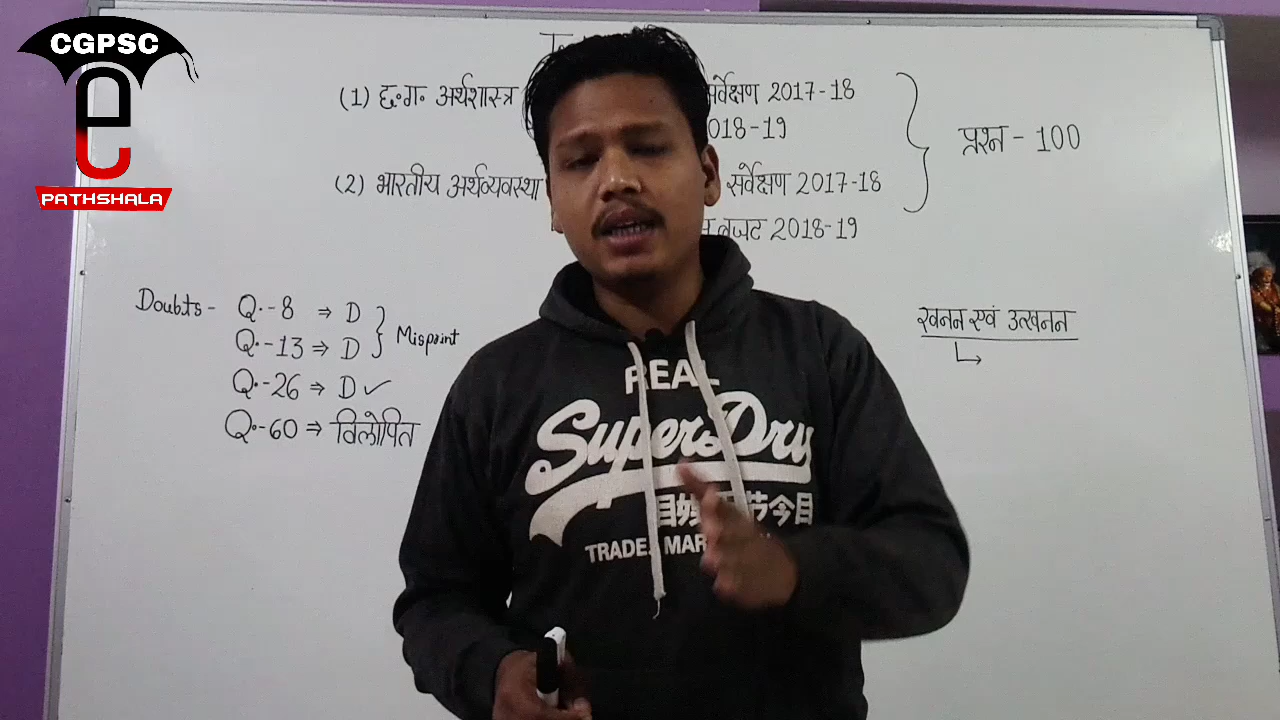 CGPSC
e
PATHSHALA
(1) छ.ग. अर्थशास्त्र सर्वेक्षण 2017-18
2018-19
प्रश्न - 100
(2) भारतीय अर्थव्यवस्था सर्वेक्षण 2017-18
बजट 2018-19
Doubts - Q.-8 ⇒ D
Q.-13 ⇒ D
Misprint
Q.-26 ⇒ D✓
Q.-60 ⇒ विलोपित
खनन एवं उत्खनन
REAL
SuperDry
TRADE MAR